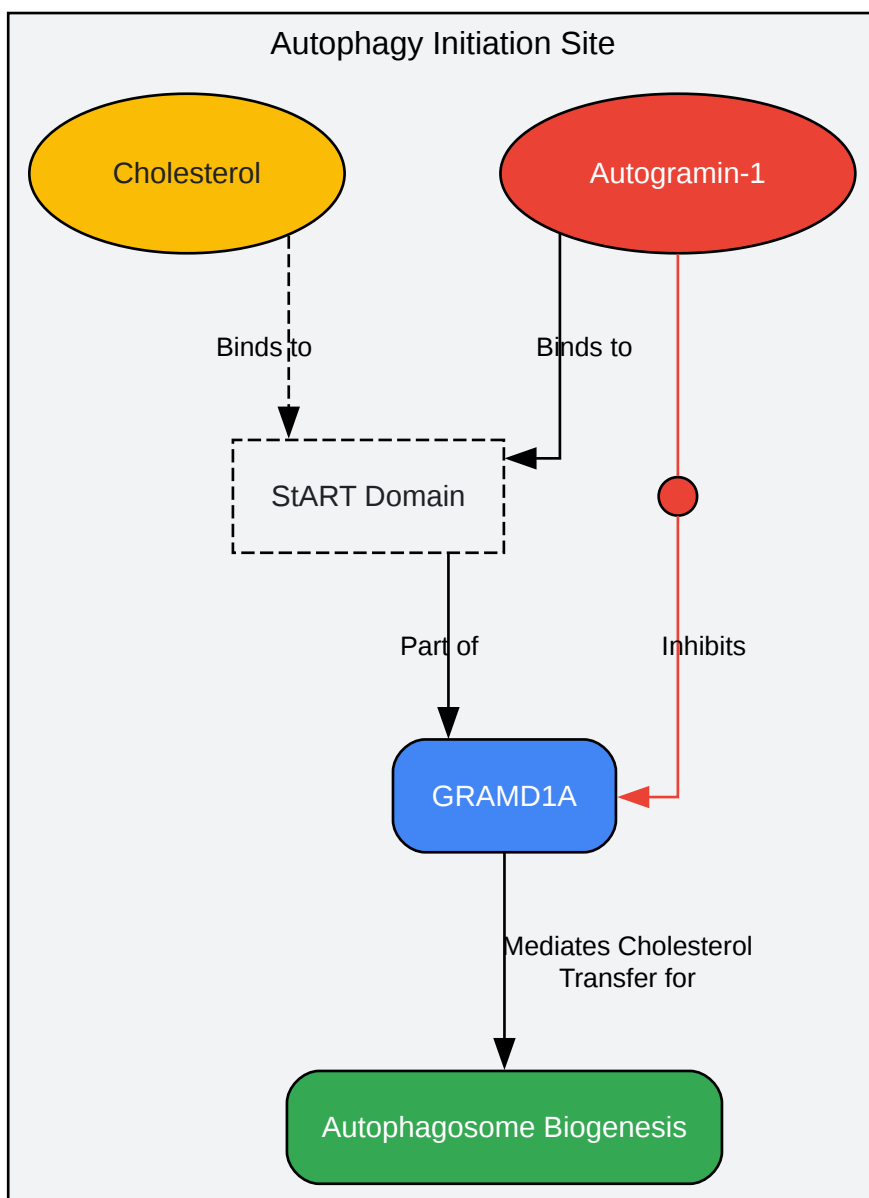 Autophagy Initiation Site
Cholesterol
Autogramin-1
Binds to
Binds to
StART Domain
Part of
Inhibits
GRAMD1A
Mediates Cholesterol
Transfer for
Autophagosome Biogenesis